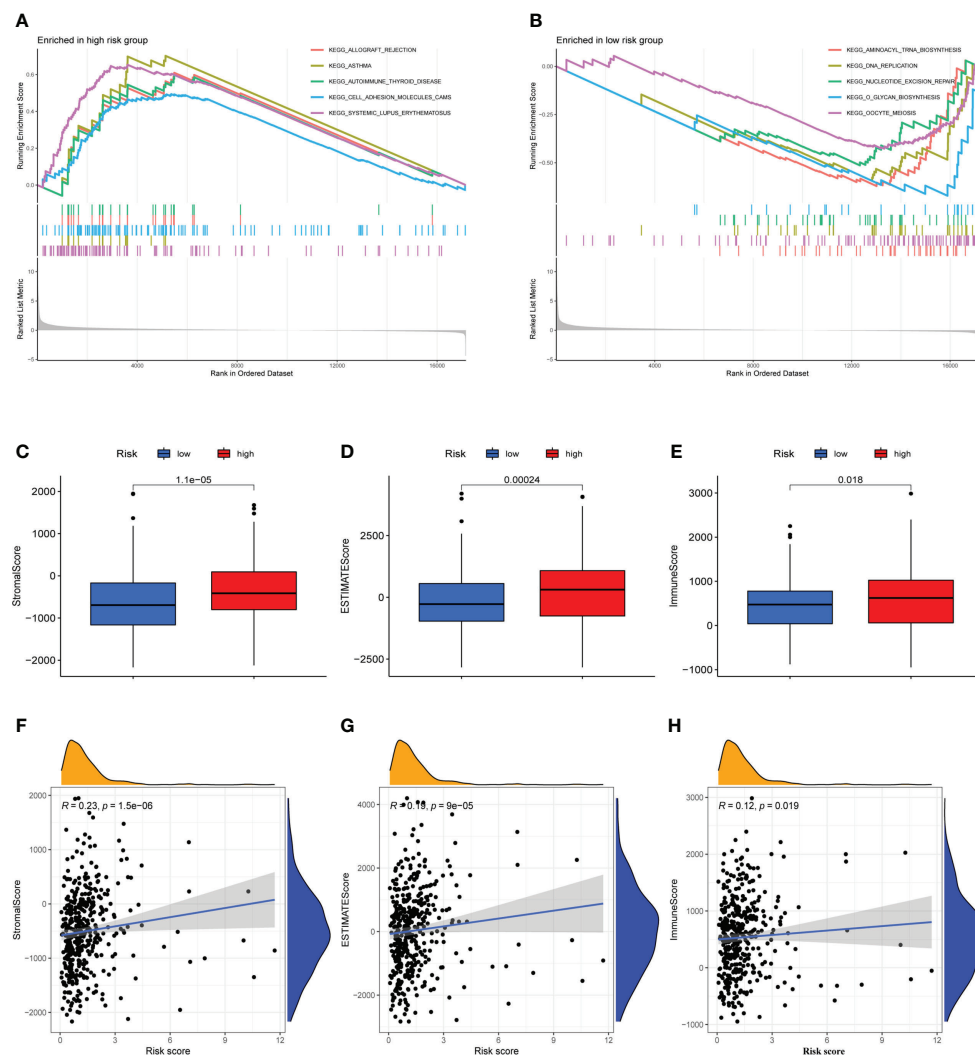 A
Enriched in high risk group
KEGG_ALLOGRAFT_REJECTION
KEGG_ASTHMA
KEGG_AUTOIMMUNE_THYROID_DISEASE
KEGG_CELL_ADHESION_MOLECULES_CAMS
KEGG_SYSTEMIC_LUPUS_ERYTHEMATOSUS
Running Enrichment Score
0.6
0.4
0.2
0.0
Ranked List Metric
10
5
0
−5
4000 8000 12000 16000
Rank in Ordered Dataset
B
Enriched in low risk group
KEGG_AMINOACYL_TRNA_BIOSYNTHESIS
KEGG_DNA_REPLICATION
KEGG_NUCLEOTIDE_EXCISION_REPAIR
KEGG_O_GLYCAN_BIOSYNTHESIS
KEGG_OOCYTE_MEIOSIS
Running Enrichment Score
0.00
−0.25
−0.50
Ranked List Metric
10
5
0
−5
4000 8000 12000 16000
Rank in Ordered Dataset
C
Risk low high
1.1e−05
StromalScore
2000
1000
0
−1000
−2000
D
Risk low high
0.00024
ESTIMATEScore
2500
0
−2500
E
Risk low high
0.018
ImmuneScore
3000
2000
1000
0
−1000
F
R = 0.23, p = 1.5e−06
StromalScore
2000
1000
0
−1000
−2000
0 3 6 9 12
Risk score
G
R = 0.19, p = 9e−05
ESTIMATEScore
4000
2000
0
−2000
0 3 6 9 12
Risk score
H
R = 0.12, p = 0.019
ImmuneScore
3000
2000
1000
0
−1000
0 3 6 9 12
Risk score